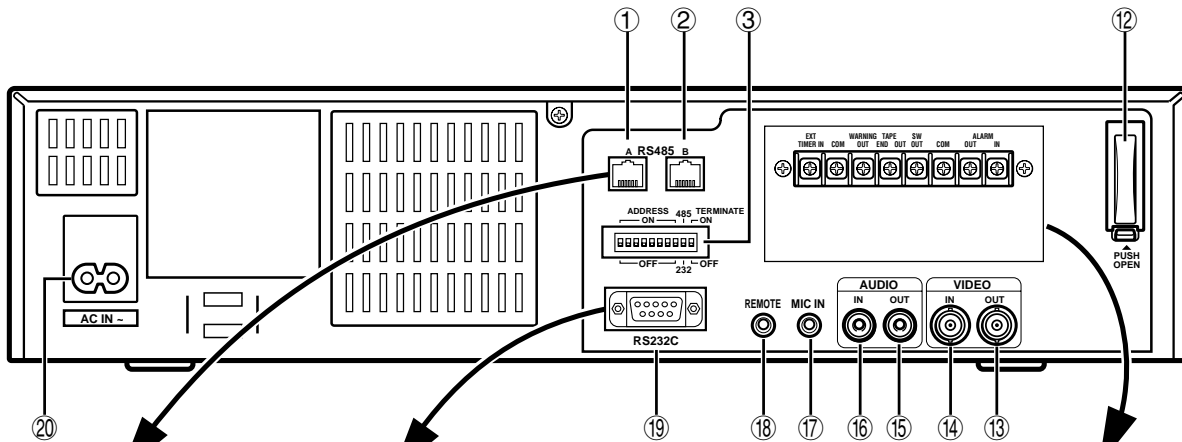 ① ② ③ ⑫
EXT TIMER IN COM WARNING OUT TAPE END OUT SW OUT COM ALARM OUT IN
A RS485 B
ADDRESS 485 TERMINATE
ON ON
OFF 232 OFF
PUSH OPEN
AUDIO VIDEO
REMOTE MIC IN IN OUT IN OUT
AC IN ~
RS232C
⑳ ⑲ ⑱ ⑰ ⑯ ⑮ ⑭ ⑬